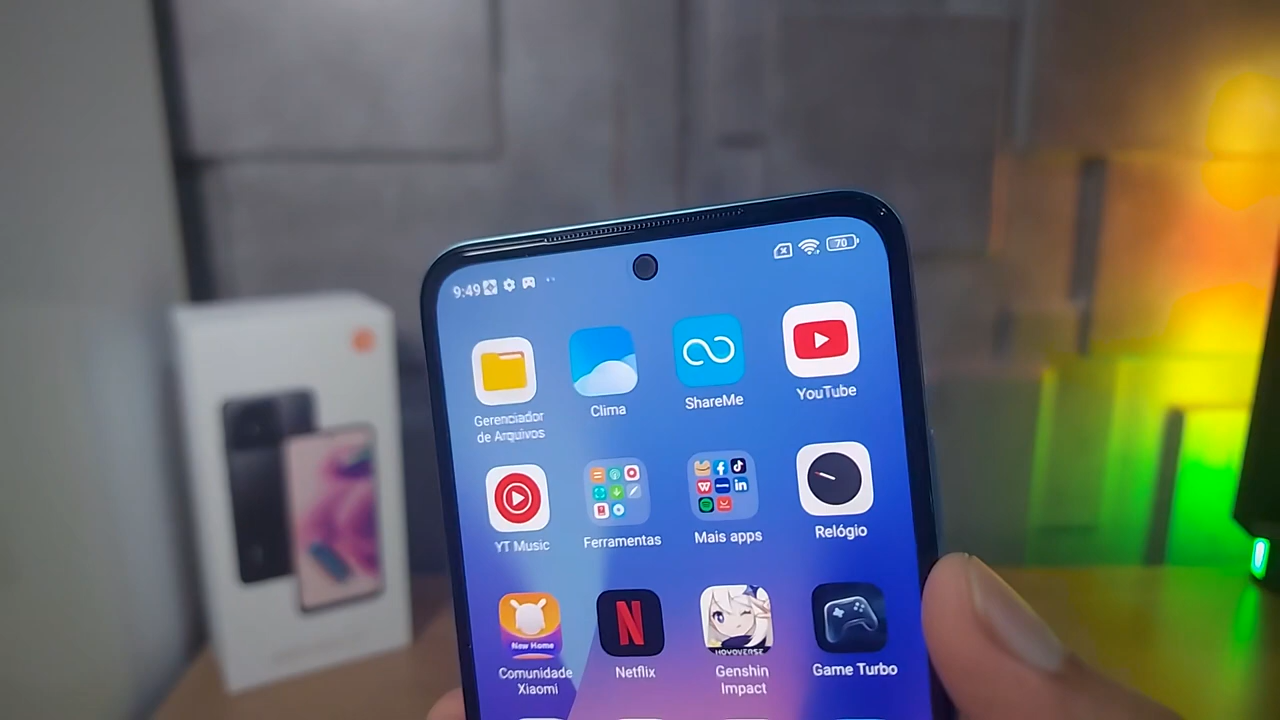 9:49
70
Gerenciador
de Arquivos
Clima
ShareMe
YouTube
YT Music
Ferramentas
Mais apps
Relógio
New Home
Comunidade
Xiaomi
N
Netflix
HOYOVERSE
Genshin
Impact
Game Turbo